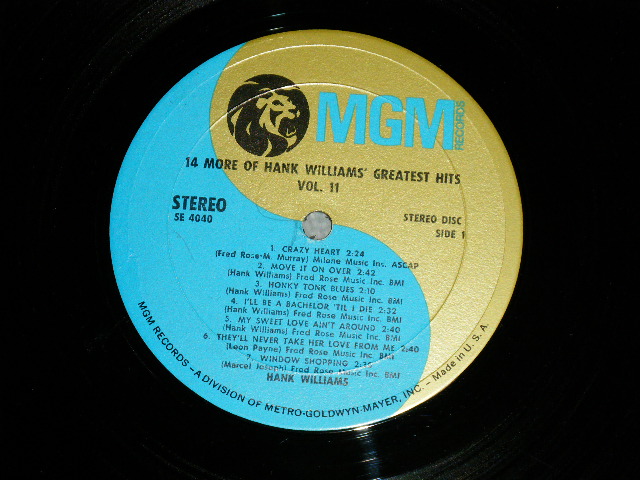 MGM
RECORDS
14 MORE OF HANK WILLIAMS' GREATEST HITS
VOL. II
STEREO
SE 4040
STEREO DISC
SIDE 1
1. CRAZY HEART 2:24
(Fred Rose-M. Murray) Milene Music Inc. ASCAP
2. MOVE IT ON OVER 2:42
(Hank Williams) Fred Rose Music Inc. BMI
3. HONKY TONK BLUES 2:10
(Hank Williams) Fred Rose Music Inc. BMI
4. I'LL BE A BACHELOR 'TIL I DIE 2:32
(Hank Williams) Fred Rose Music Inc. BMI
5. MY SWEET LOVE AIN'T AROUND 2:40
(Hank Williams) Fred Rose Music Inc. BMI
6. THEY'LL NEVER TAKE HER LOVE FROM ME 2:40
(Leon Payne) Fred Rose Music Inc. BMI
7. WINDOW SHOPPING
(Marcel Joseph) Fred Rose Music Inc. BMI
HANK WILLIAMS
MGM RECORDS – A DIVISION OF METRO-GOLDWYN-MAYER, INC. – Made in U.S.A.